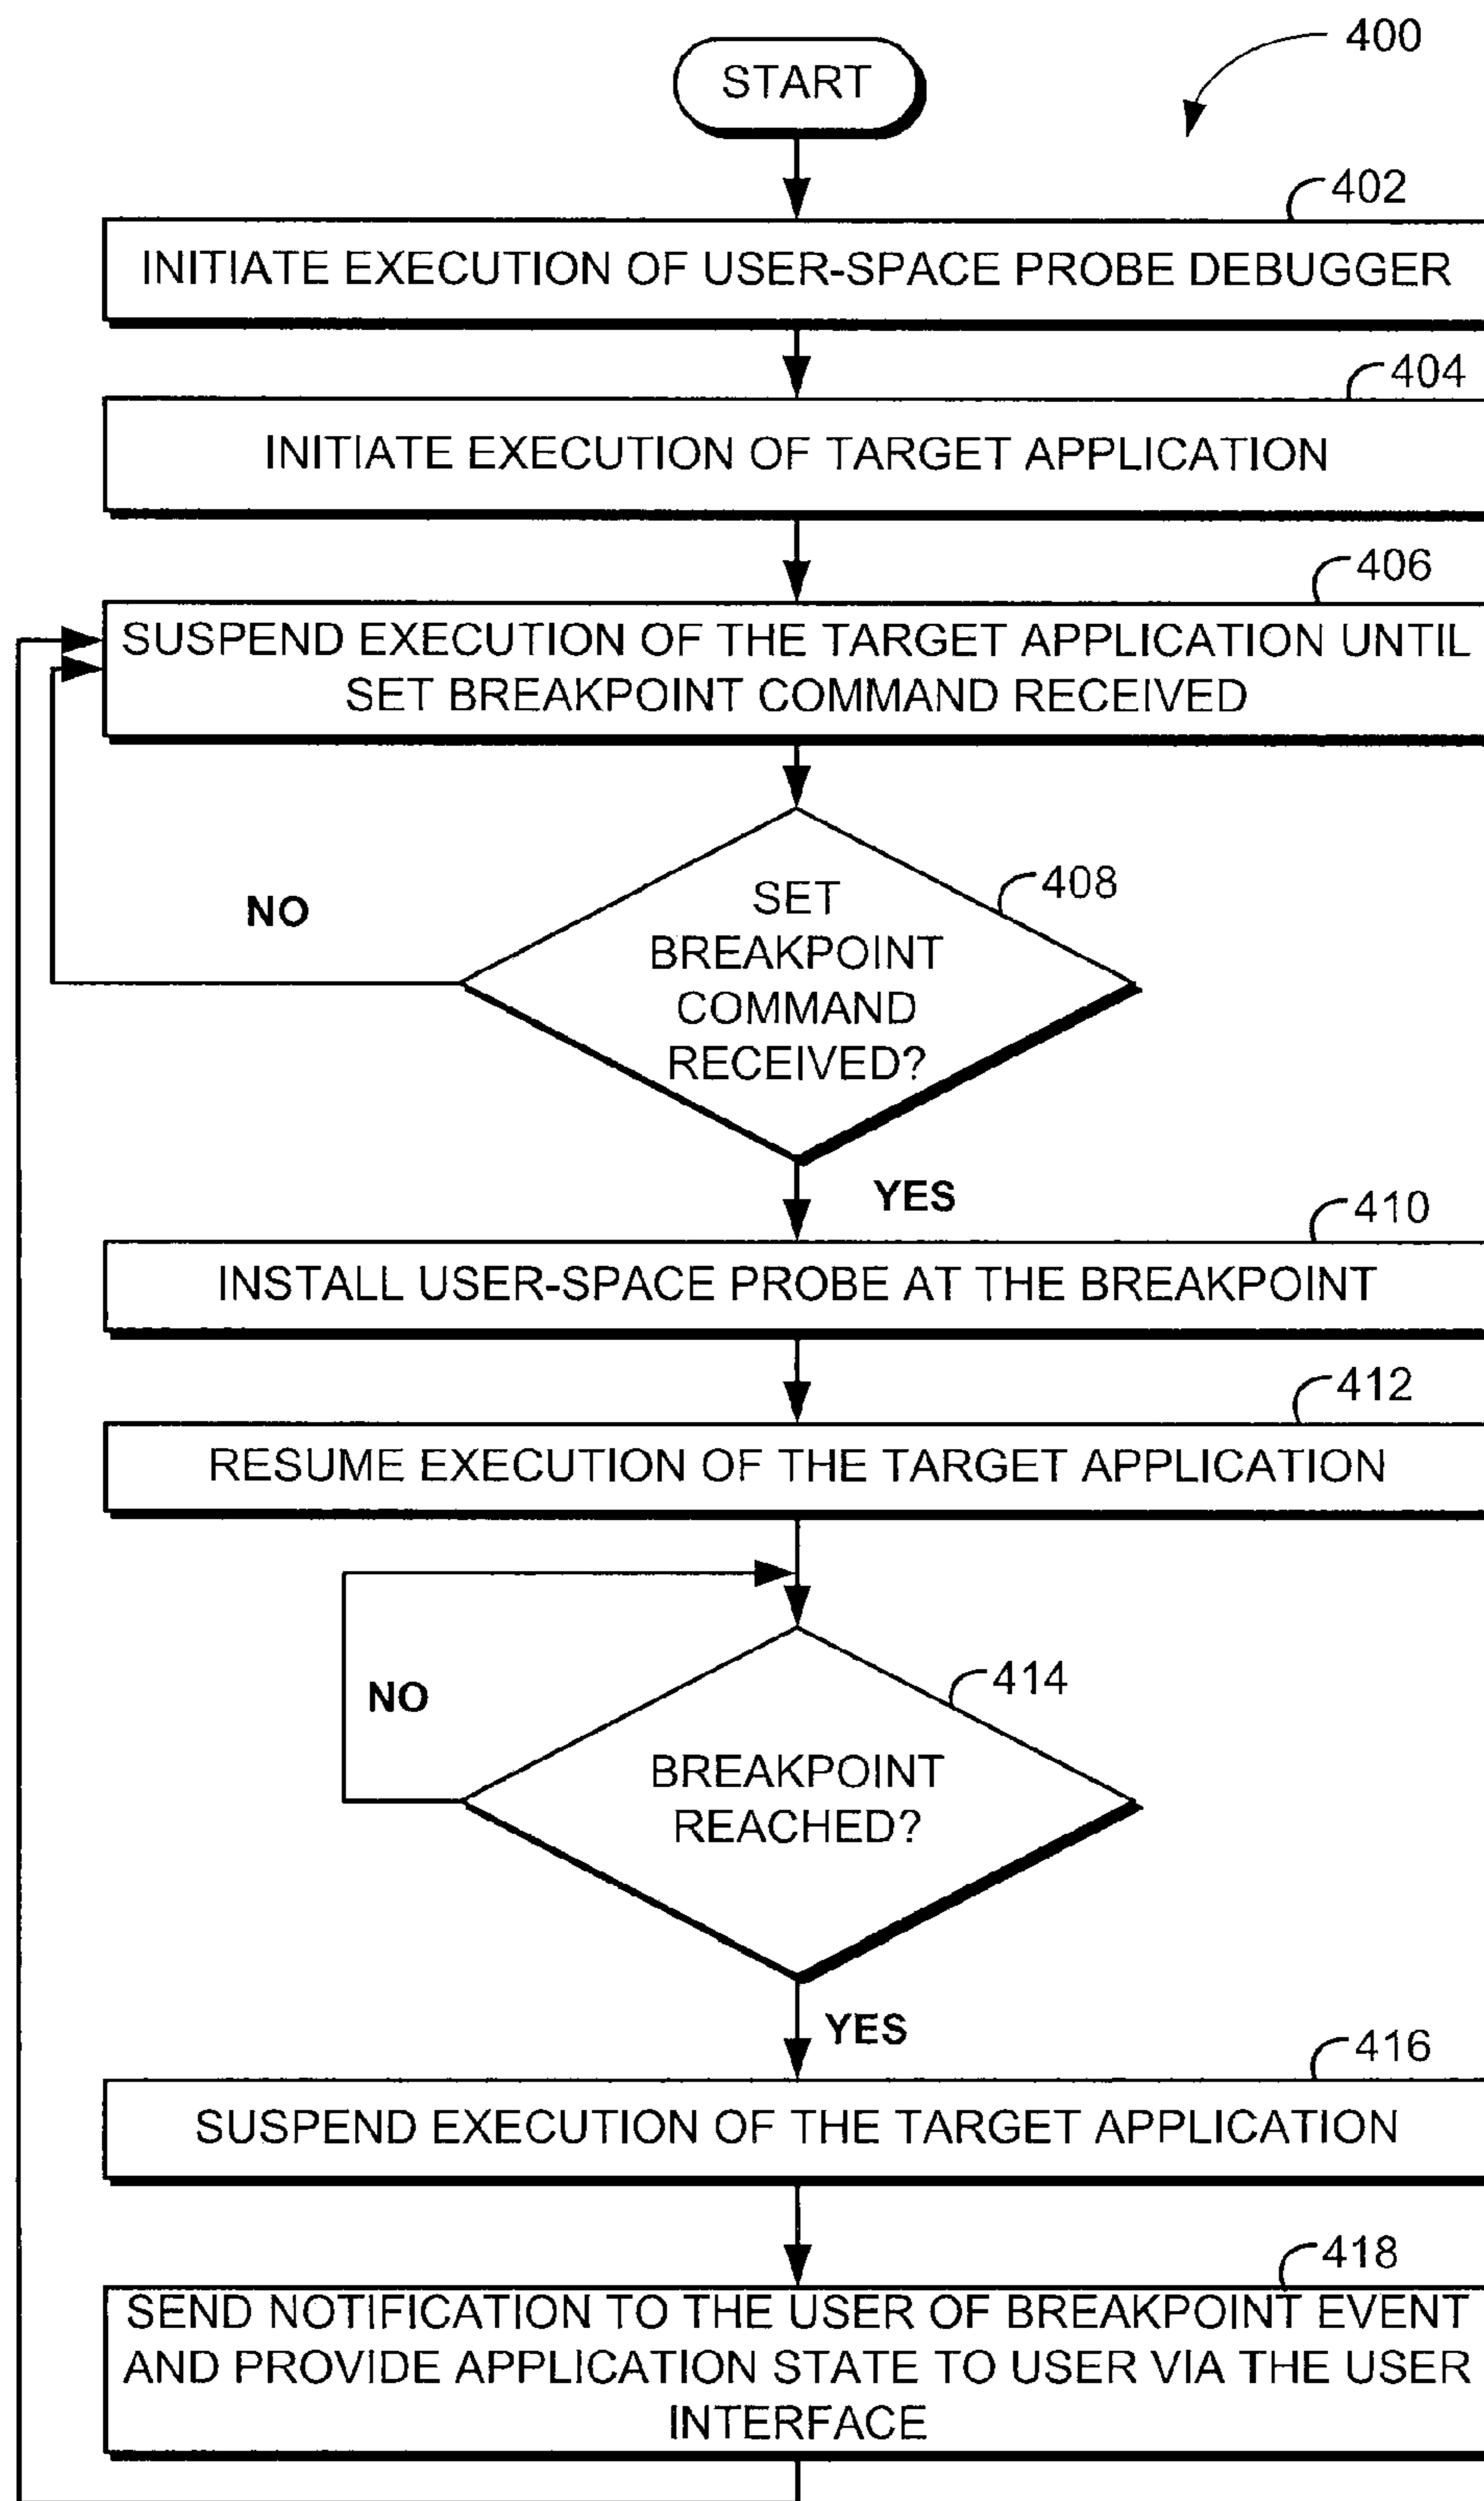 400
START
402
INITIATE EXECUTION OF USER-SPACE PROBE DEBUGGER
404
INITIATE EXECUTION OF TARGET APPLICATION
406
SUSPEND EXECUTION OF THE TARGET APPLICATION UNTIL
SET BREAKPOINT COMMAND RECEIVED
408
SET
BREAKPOINT
COMMAND
RECEIVED?
NO
YES
410
INSTALL USER-SPACE PROBE AT THE BREAKPOINT
412
RESUME EXECUTION OF THE TARGET APPLICATION
414
NO
BREAKPOINT
REACHED?
YES
416
SUSPEND EXECUTION OF THE TARGET APPLICATION
418
SEND NOTIFICATION TO THE USER OF BREAKPOINT EVENT
AND PROVIDE APPLICATION STATE TO USER VIA THE USER
INTERFACE